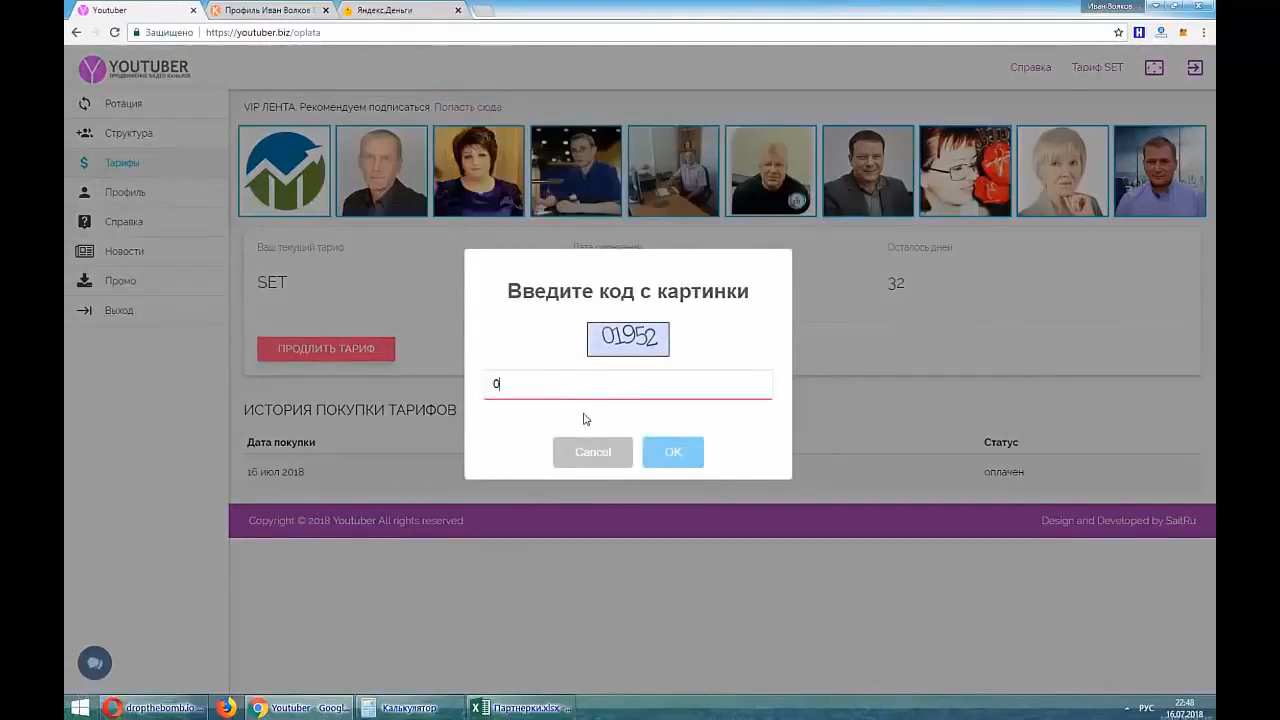 Youtuber
Профиль Иван Волков
Яндекс.Деньги
Иван Волков
Защищено
https://youtuber.biz/oplata
YOUTUBER
ПРОДВИЖЕНИЕ ВИДЕО КАНАЛОВ
Справка
Тариф SET
Ротация
Структура
Тарифы
Профиль
Справка
Новости
Промо
Выход
VIP ЛЕНТА. Рекомендуем подписаться. Попасть сюда
Ваш текущий тариф
Осталось дней
SET
32
ПРОДЛИТЬ ТАРИФ
Введите код с картинки
01952
0
Cancel
OK
ИСТОРИЯ ПОКУПКИ ТАРИФОВ
Дата покупки
Статус
16 июл 2018
оплачен
Copyright © 2018 Youtuber All rights reserved
Design and Developed by SaitRu
dropthebomb.io...
Youtuber - Googl...
Калькулятор
Партнерки.xlsx -...
РУС
22:48
16.07.2018